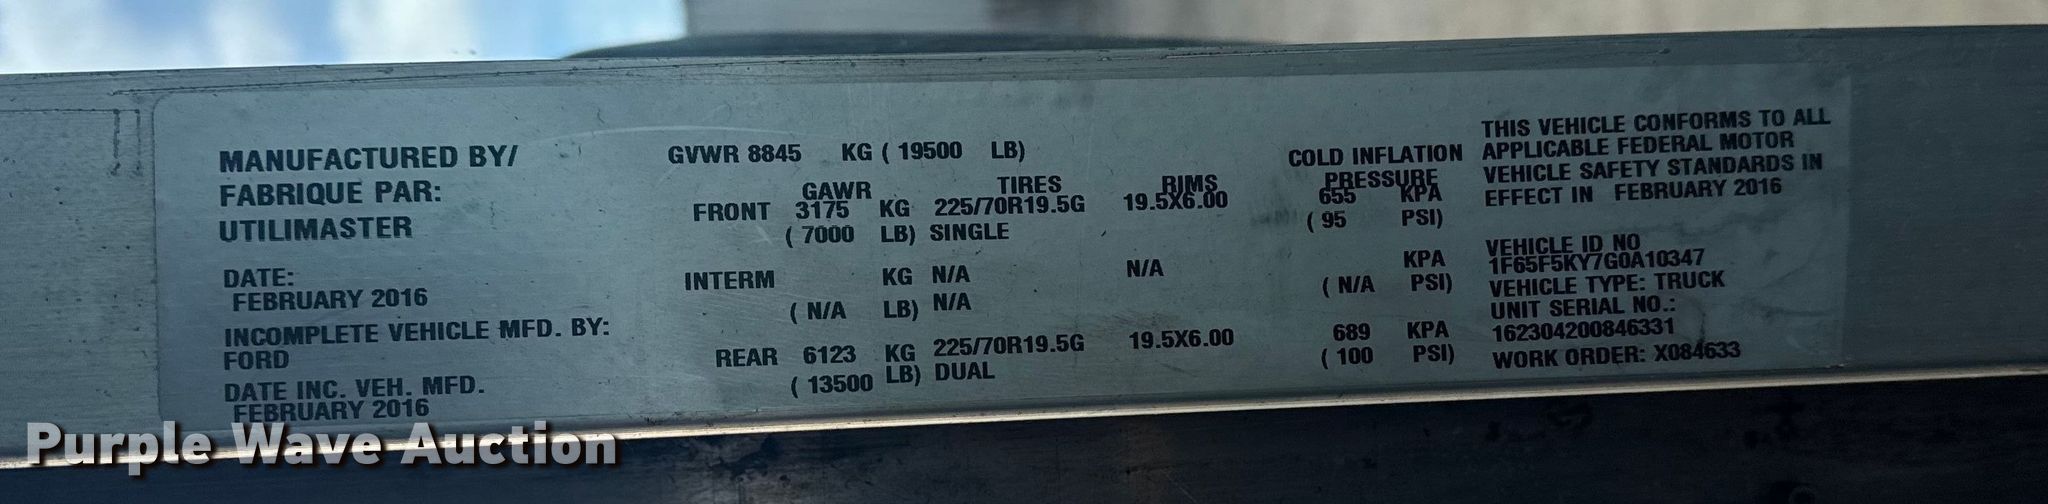 MANUFACTURED BY/
FABRIQUE PAR:
UTILIMASTER
DATE:
FEBRUARY 2016
INCOMPLETE VEHICLE MFD. BY:
FORD
DATE INC. VEH. MFD.
FEBRUARY 2016
GVWR 8845 KG ( 19500 LB)
GAWR TIRES RIMS COLD INFLATION PRESSURE
FRONT 3175 KG 225/70R19.5G 19.5X6.00 655 KPA
( 7000 LB) SINGLE ( 95 PSI)
INTERM KG N/A N/A KPA
( N/A LB) N/A ( N/A PSI)
REAR 6123 KG 225/70R19.5G 19.5X6.00 689 KPA
( 13500 LB) DUAL ( 100 PSI)
THIS VEHICLE CONFORMS TO ALL
APPLICABLE FEDERAL MOTOR
VEHICLE SAFETY STANDARDS IN
EFFECT IN FEBRUARY 2016
VEHICLE ID NO
1F65F5KY7G0A10347
VEHICLE TYPE: TRUCK
UNIT SERIAL NO.:
162304200846331
WORK ORDER: X084633
Purple Wave Auction